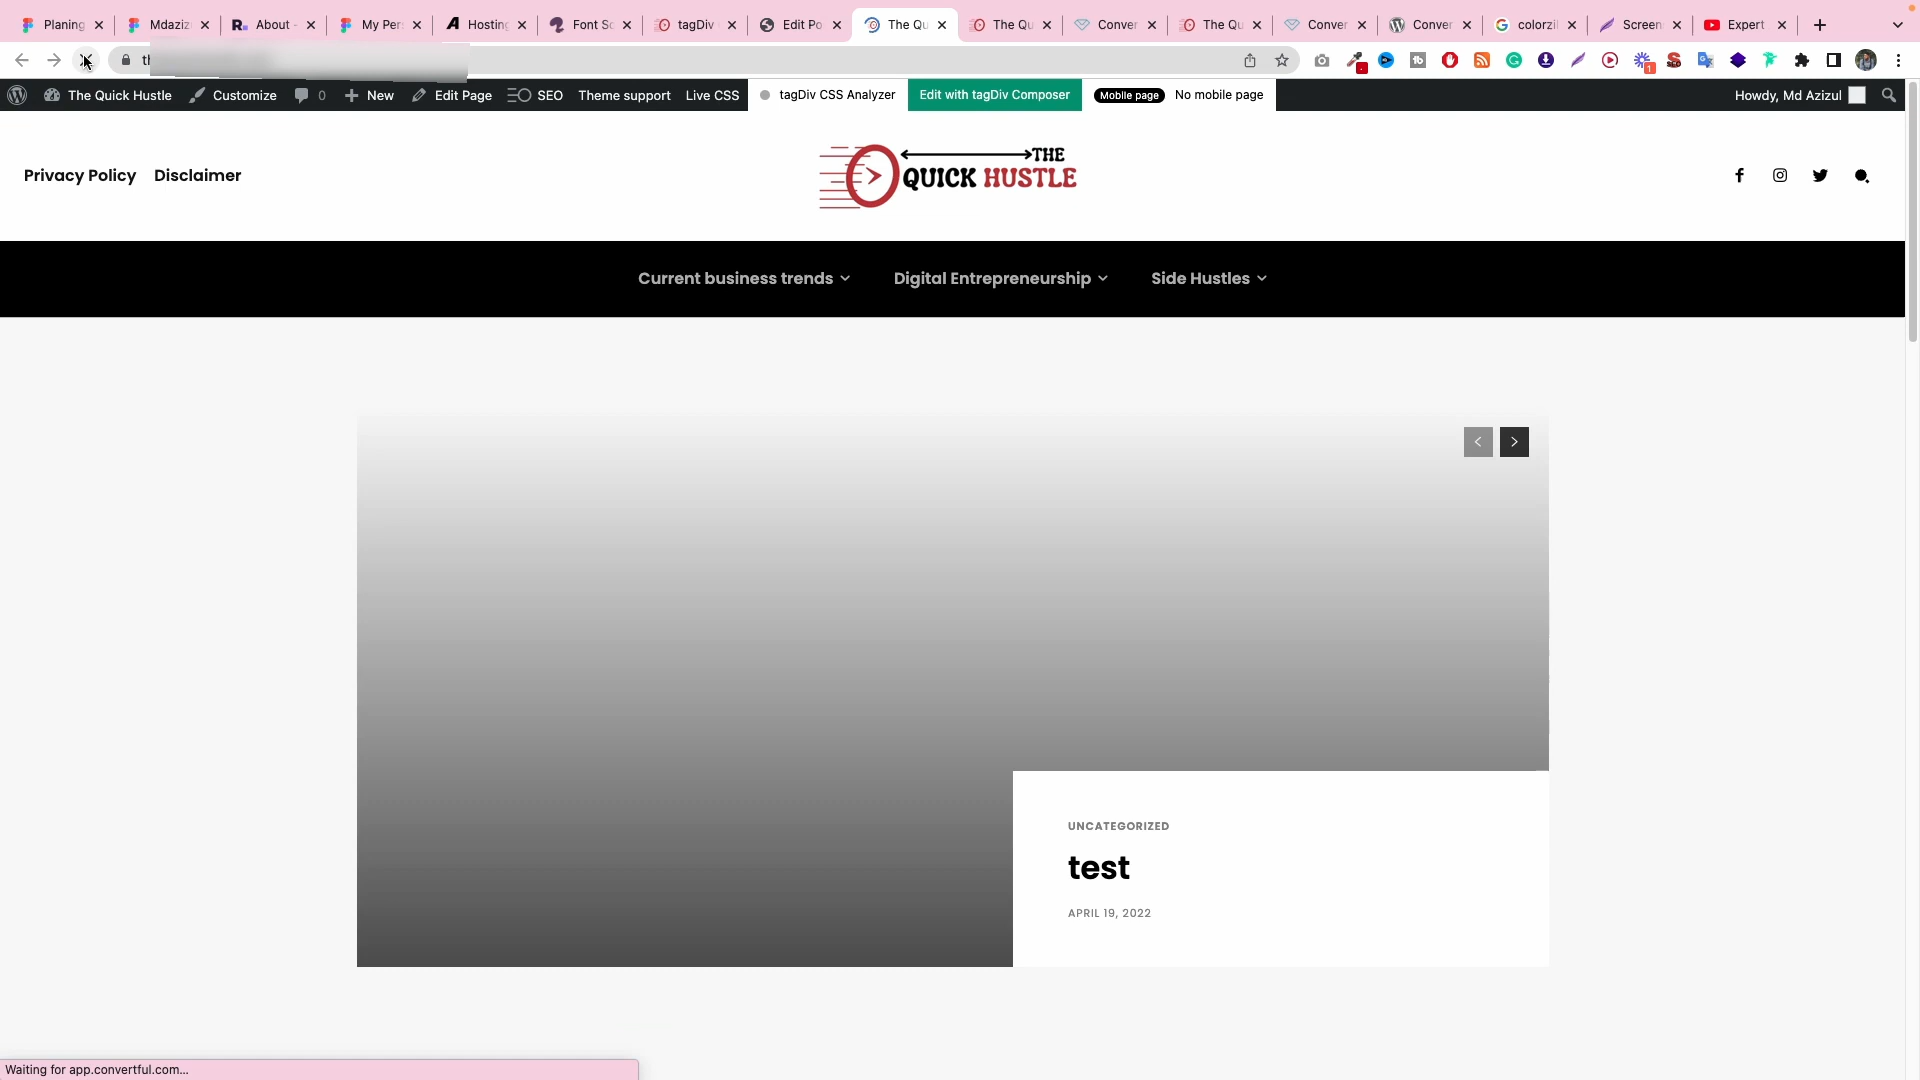 Planing
Mdaziz
R. About -
My Per
A Hosting
Font Sc
tagDiv
Edit Po
The Qu
The Qu
Conver
The Qu
Conver
Conver
colorzil
Screen
Expert
The Quick Hustle
Customize
0
New
Edit Page
SEO
Theme support
Live CSS
tagDiv CSS Analyzer
Edit with tagDiv Composer
Mobile page
No mobile page
Howdy, Md Azizul
Privacy Policy
Disclaimer
THE
QUICK HUSTLE
Current business trends
Digital Entrepreneurship
Side Hustles
UNCATEGORIZED
test
APRIL 19, 2022
Waiting for app.convertful.com...